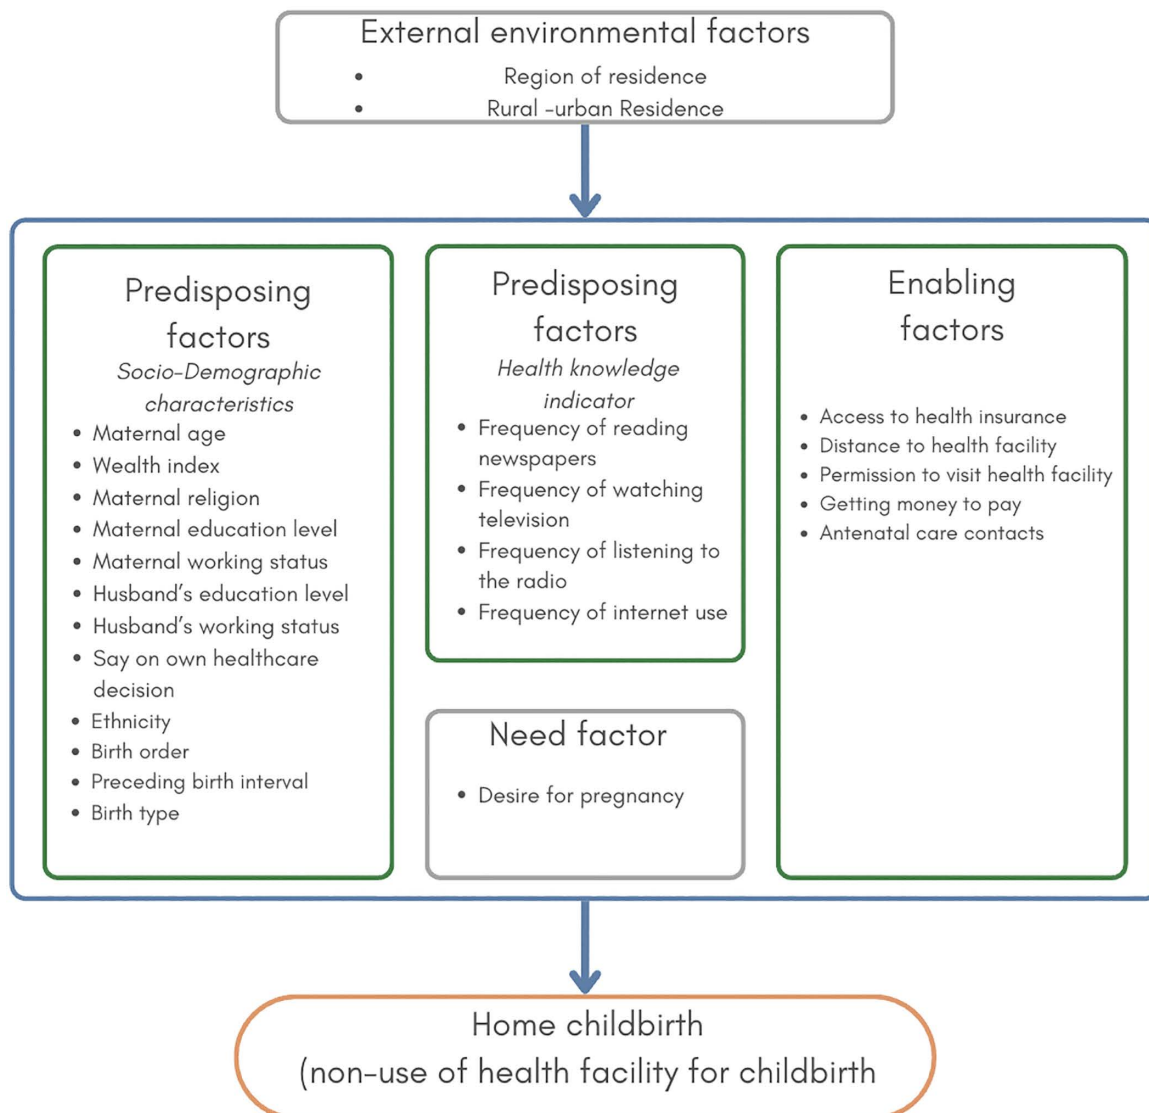 External environmental factors
• Region of residence
• Rural -urban Residence
Predisposing
factors
Socio-Demographic
characteristics
• Maternal age
• Wealth index
• Maternal religion
• Maternal education level
• Maternal working status
• Husband's education level
• Husband's working status
• Say on own healthcare
decision
• Ethnicity
• Birth order
• Preceding birth interval
• Birth type
Predisposing
factors
Health knowledge
indicator
• Frequency of reading
newspapers
• Frequency of watching
television
• Frequency of listening to
the radio
• Frequency of internet use
Need factor
• Desire for pregnancy
Enabling
factors
• Access to health insurance
• Distance to health facility
• Permission to visit health facility
• Getting money to pay
• Antenatal care contacts
Home childbirth
(non-use of health facility for childbirth